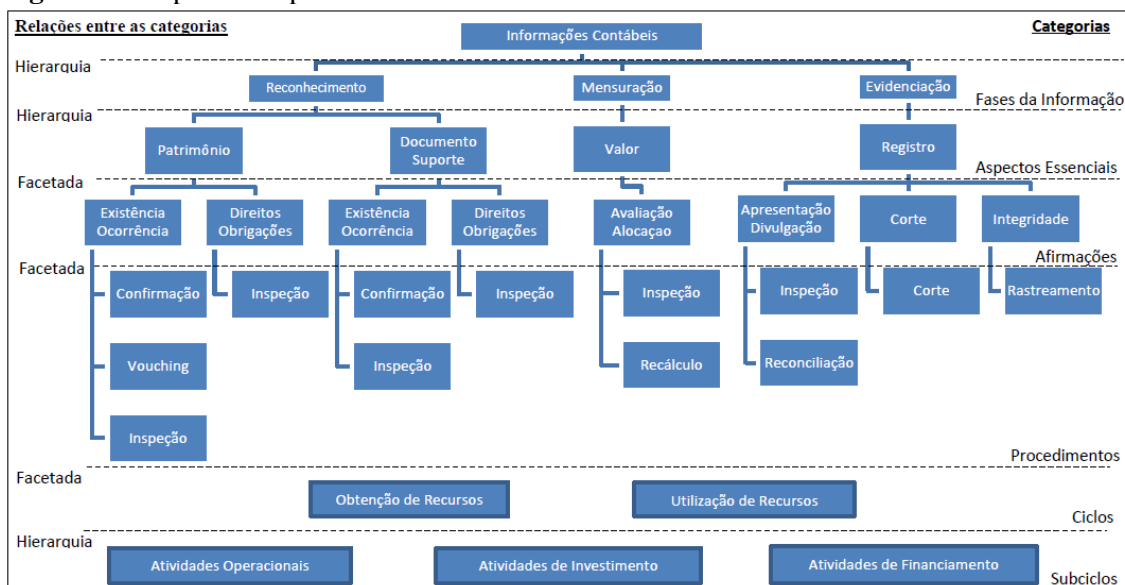 Relações entre as categorias
Categorias
Informações Contábeis
Hierarquia
Reconhecimento
Mensuração
Evidenciação
Fases da Informação
Hierarquia
Patrimônio
Documento
Suporte
Valor
Registro
Aspectos Essenciais
Facetada
Existência
Ocorrência
Direitos
Obrigações
Existência
Ocorrência
Direitos
Obrigações
Avaliação
Alocaçao
Apresentação
Divulgação
Corte
Integridade
Afirmações
Facetada
Confirmação
Inspeção
Confirmação
Inspeção
Inspeção
Inspeção
Corte
Rastreamento
Vouching
Inspeção
Recálculo
Reconciliação
Inspeção
Procedimentos
Facetada
Obtenção de Recursos
Utilização de Recursos
Ciclos
Hierarquia
Atividades Operacionais
Atividades de Investimento
Atividades de Financiamento
Subciclos